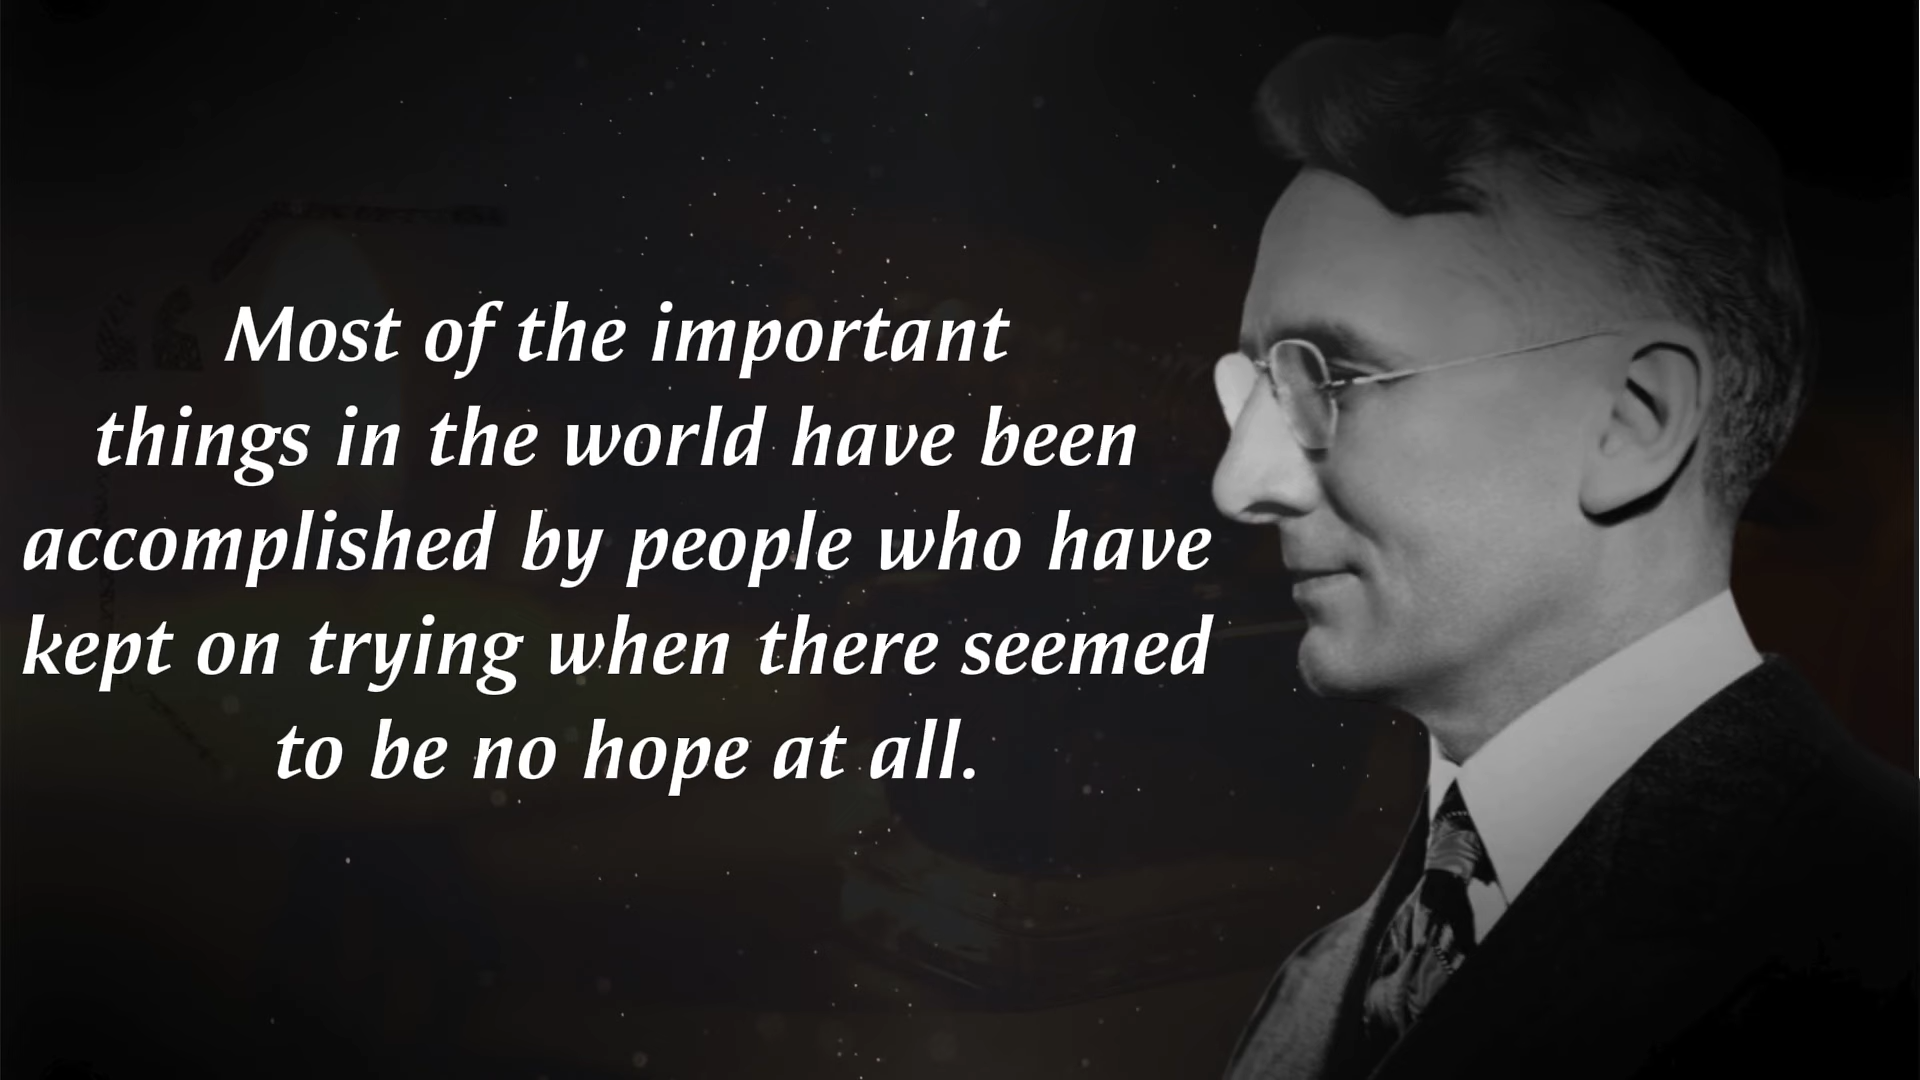 Most of the important
things in the world have been
accomplished by people who have
kept on trying when there seemed
to be no hope at all.